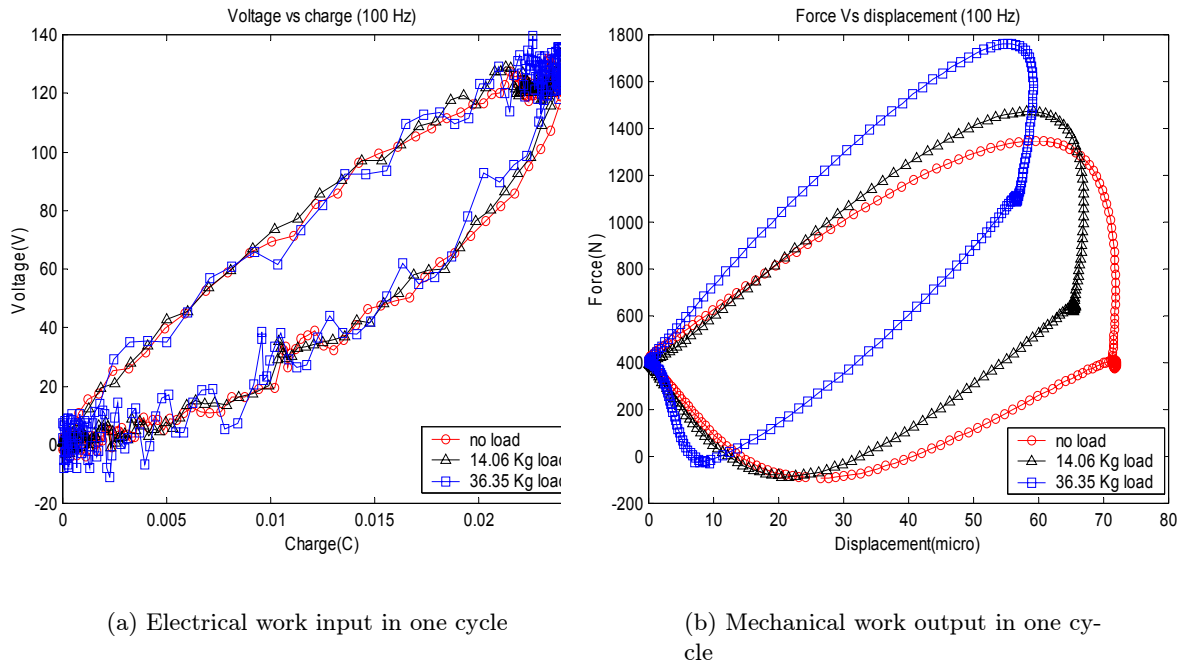 Voltage vs charge (100 Hz)
140
120
100
80
60
40
20
0
-20
0
0.005
0.01
0.015
0.02
Voltage(V)
Charge(C)
no load
14.06 Kg load
36.35 Kg load
(a) Electrical work input in one cycle
Force Vs displacement (100 Hz)
1800
1600
1400
1200
1000
800
600
400
200
0
-200
0
10
20
30
40
50
60
70
80
Force(N)
Displacement(micro)
no load
14.06 Kg load
36.35 Kg load
(b) Mechanical work output in one cy-
cle